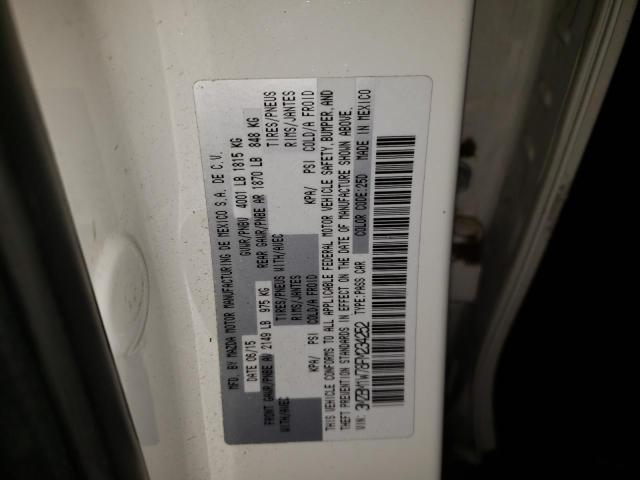 MFD. BY MAZDA MOTOR MANUFACTURING DE MEXICO S.A. DE C.V.
DATE 06/15 GVWR/PNBV 4001 LB 1815 KG
FRONT GAWR/PNBE AV 2149 LB 975 KG REAR GAWR/PNBE AR 1870 LB 848 KG
WITH/AVEC TIRES/PNEUS WITH/AVEC TIRES/PNEUS
RIMS/JANTES RIMS/JANTES
KPA/ PSI COLD/A FROID KPA/ PSI COLD/A FROID
THIS VEHICLE CONFORMS TO ALL APPLICABLE FEDERAL MOTOR VEHICLE SAFETY, BUMPER, AND
THEFT PREVENTION STANDARDS IN EFFECT ON THE DATE OF MANUFACTURE SHOWN ABOVE.
VIN: 3MZBM1W78FM234252 TYPE: PASS CAR COLOR CODE: 25D MADE IN MEXICO